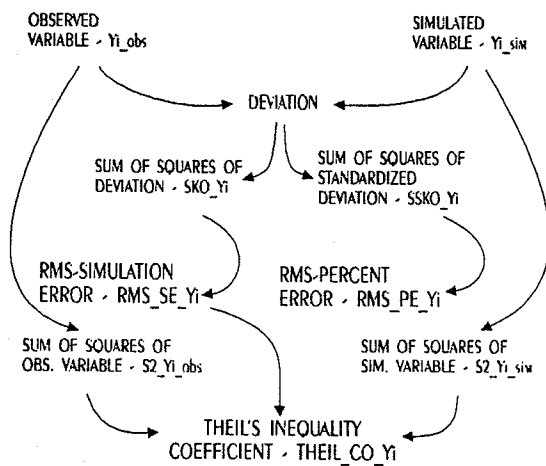 OBSERVED
VARIABLE - Yi_obs
SIMULATED
VARIABLE - Yi_sim
DEVIATION
SUM OF SQUARES OF
DEVIATION - SKO_Yi
SUM OF SQUARES OF
STANDARDIZED
DEVIATION - SSKO_Yi
RMS-SIMULATION
ERROR - RMS_SE_Yi
RMS-PERCENT
ERROR - RMS_PE_Yi
SUM OF SQUARES OF
OBS. VARIABLE - S2_Yi_obs
SUM OF SQUARES OF
SIM. VARIABLE - S2_Yi_sim
THEIL'S INEQUALITY
COEFFICIENT - THEIL_CO_Yi